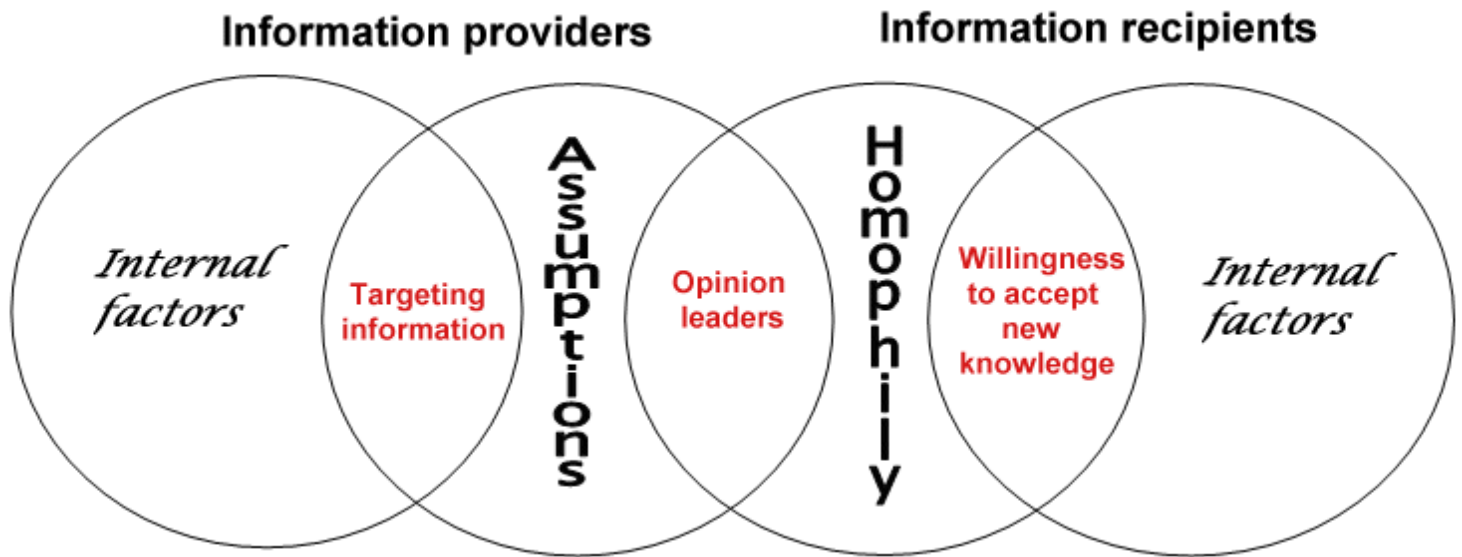 Information providers
Information recipients
Internal
factors
Targeting
information
Assumptions
Opinion
leaders
Homophily
Willingness
to accept
new
knowledge
Internal
factors